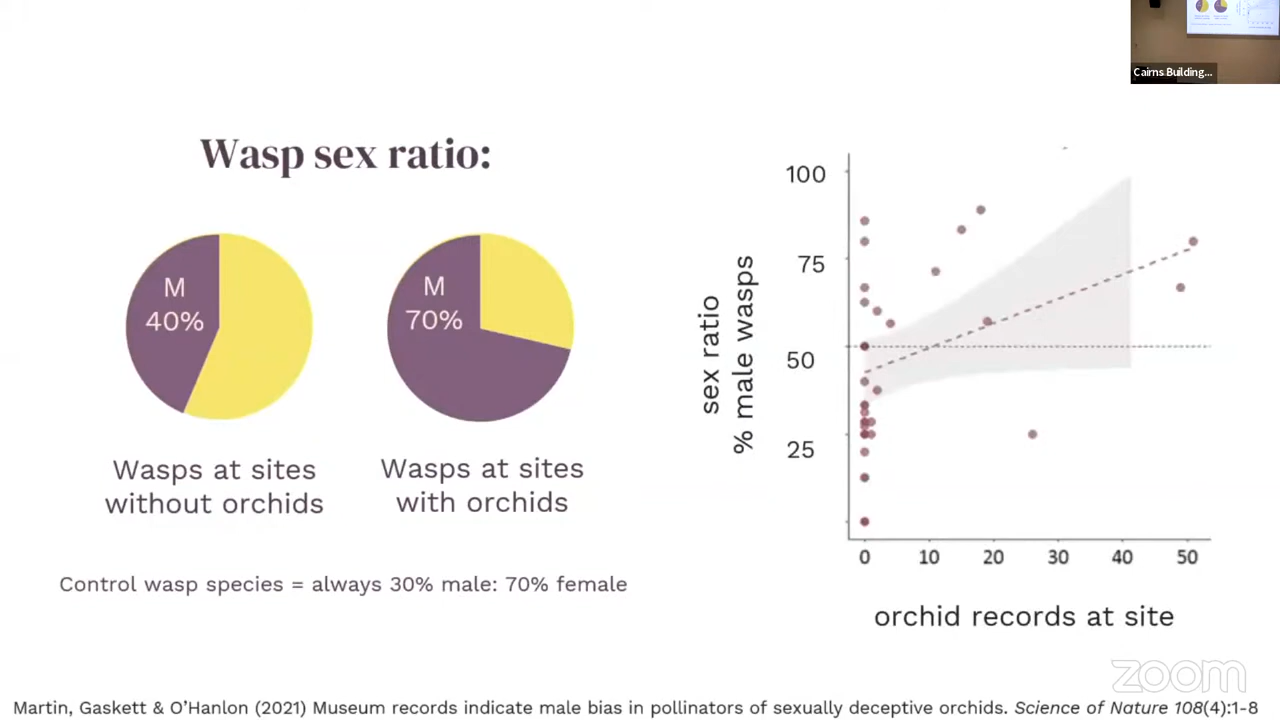 Cairns Building...
Wasp sex ratio:
M
40%
M
70%
Wasps at sites
without orchids
Wasps at sites
with orchids
Control wasp species = always 30% male: 70% female
sex ratio
% male wasps
100
75
50
25
0 10 20 30 40 50
orchid records at site
zoom
Martin, Gaskett & O'Hanlon (2021) Museum records indicate male bias in pollinators of sexually deceptive orchids. Science of Nature 108(4):1-8